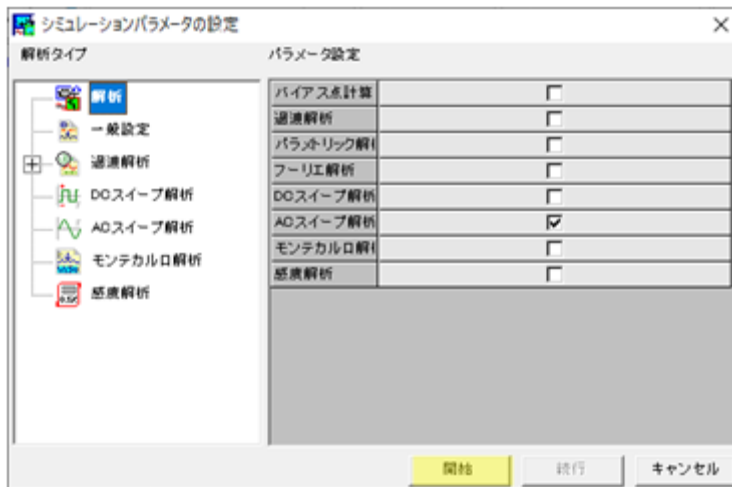 シミュレーションパラメータの設定
解析タイプ
パラメータ設定
解析
一般設定
過渡解析
DCスイープ解析
ACスイープ解析
モンテカルロ解析
感度解析
バイアス点計算
過渡解析
パラメトリック解析
フーリエ解析
DCスイープ解析
ACスイープ解析
モンテカルロ解析
感度解析
開始
続行
キャンセル